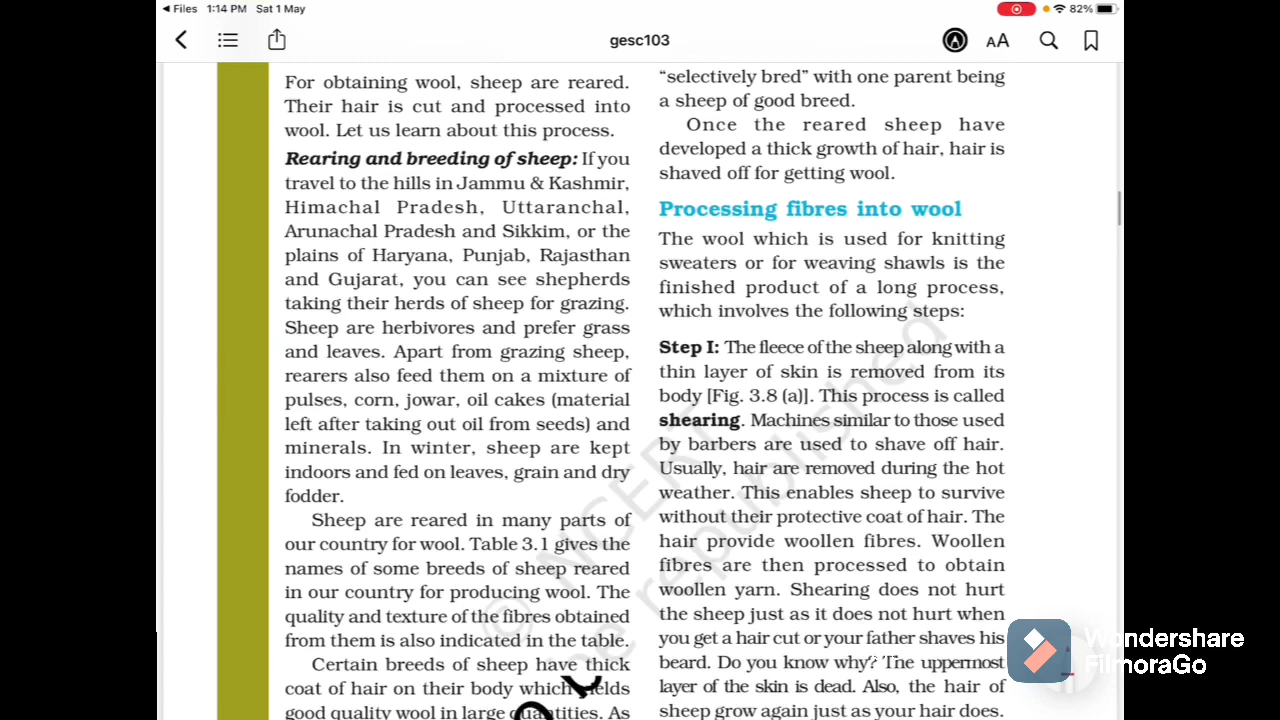 Files 1:14 PM Sat 1 May 82%
gesc103
AA
For obtaining wool, sheep are reared.
Their hair is cut and processed into
wool. Let us learn about this process.
Rearing and breeding of sheep: If you
travel to the hills in Jammu & Kashmir,
Himachal Pradesh, Uttaranchal,
Arunachal Pradesh and Sikkim, or the
plains of Haryana, Punjab, Rajasthan
and Gujarat, you can see shepherds
taking their herds of sheep for grazing.
Sheep are herbivores and prefer grass
and leaves. Apart from grazing sheep,
rearers also feed them on a mixture of
pulses, corn, jowar, oil cakes (material
left after taking out oil from seeds) and
minerals. In winter, sheep are kept
indoors and fed on leaves, grain and dry
fodder.
Sheep are reared in many parts of
our country for wool. Table 3.1 gives the
names of some breeds of sheep reared
in our country for producing wool. The
quality and texture of the fibres obtained
from them is also indicated in the table.
Certain breeds of sheep have thick
coat of hair on their body which yields
good quality wool in large quantities. As
“selectively bred” with one parent being
a sheep of good breed.
Once the reared sheep have
developed a thick growth of hair, hair is
shaved off for getting wool.
Processing fibres into wool
The wool which is used for knitting
sweaters or for weaving shawls is the
finished product of a long process,
which involves the following steps:
Step I: The fleece of the sheep along with a
thin layer of skin is removed from its
body [Fig. 3.8 (a)]. This process is called
shearing. Machines similar to those used
by barbers are used to shave off hair.
Usually, hair are removed during the hot
weather. This enables sheep to survive
without their protective coat of hair. The
hair provide woollen fibres. Woollen
fibres are then processed to obtain
woollen yarn. Shearing does not hurt
the sheep just as it does not hurt when
you get a hair cut or your father shaves his
beard. Do you know why? The uppermost
layer of the skin is dead. Also, the hair of
sheep grow again just as your hair does.
© NCERT
be republished
Wondershare
FilmoraGo